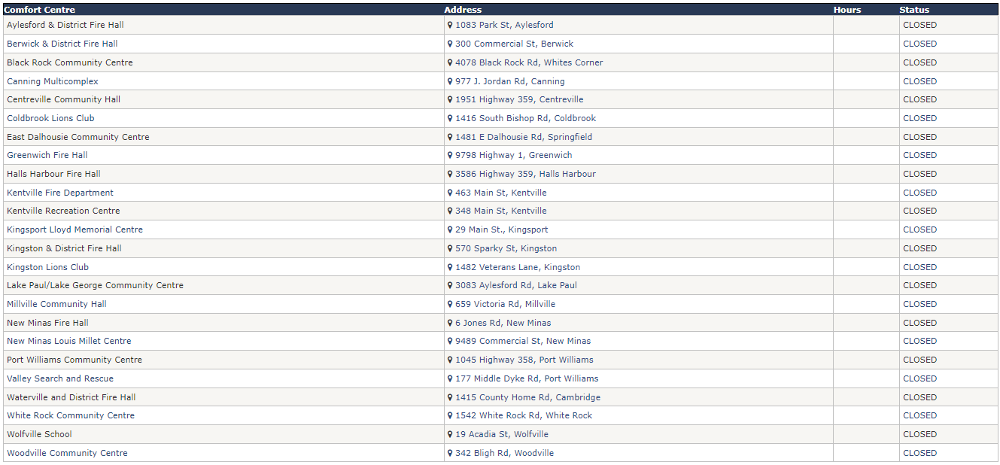 Comfort Centre Address Hours Status
Aylesford & District Fire Hall 1083 Park St, Aylesford CLOSED
Berwick & District Fire Hall 300 Commercial St, Berwick CLOSED
Black Rock Community Centre 4078 Black Rock Rd, Whites Corner CLOSED
Canning Multicomplex 977 J. Jordan Rd, Canning CLOSED
Centreville Community Hall 1951 Highway 359, Centreville CLOSED
Coldbrook Lions Club 1416 South Bishop Rd, Coldbrook CLOSED
East Dalhousie Community Centre 1481 E Dalhousie Rd, Springfield CLOSED
Greenwich Fire Hall 9798 Highway 1, Greenwich CLOSED
Halls Harbour Fire Hall 3586 Highway 359, Halls Harbour CLOSED
Kentville Fire Department 463 Main St, Kentville CLOSED
Kentville Recreation Centre 348 Main St, Kentville CLOSED
Kingsport Lloyd Memorial Centre 29 Main St., Kingsport CLOSED
Kingston & District Fire Hall 570 Sparky St, Kingston CLOSED
Kingston Lions Club 1482 Veterans Lane, Kingston CLOSED
Lake Paul/Lake George Community Centre 3083 Aylesford Rd, Lake Paul CLOSED
Millville Community Hall 659 Victoria Rd, Millville CLOSED
New Minas Fire Hall 6 Jones Rd, New Minas CLOSED
New Minas Louis Millet Centre 9489 Commercial St, New Minas CLOSED
Port Williams Community Centre 1045 Highway 358, Port Williams CLOSED
Valley Search and Rescue 177 Middle Dyke Rd, Port Williams CLOSED
Waterville and District Fire Hall 1415 County Home Rd, Cambridge CLOSED
White Rock Community Centre 1542 White Rock Rd, White Rock CLOSED
Wolfville School 19 Acadia St, Wolfville CLOSED
Woodville Community Centre 342 Bligh Rd, Woodville CLOSED